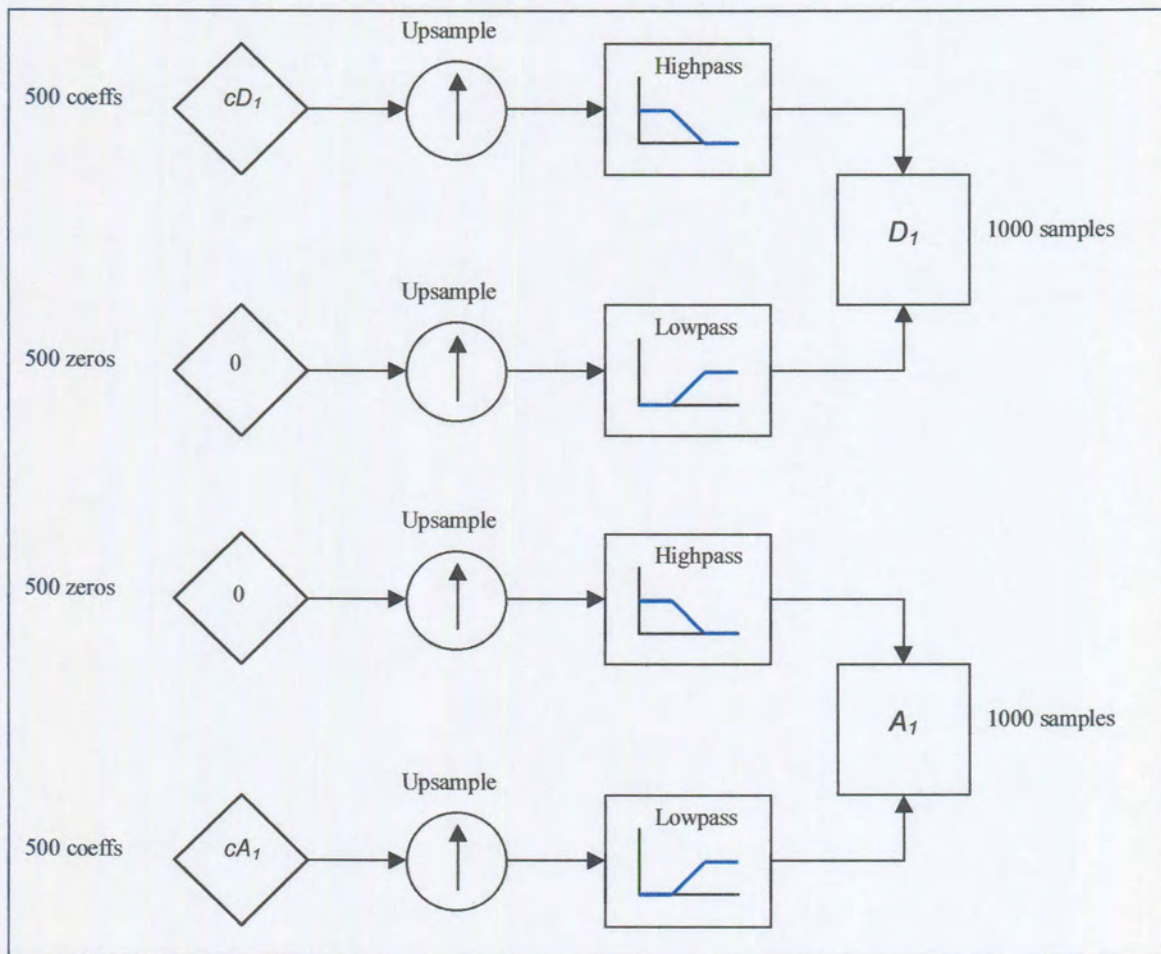 Upsample
Highpass
500 coeffs
cD1
D1
1000 samples
Upsample
Lowpass
500 zeros
0
Upsample
Highpass
500 zeros
0
A1
1000 samples
Upsample
Lowpass
500 coeffs
cA1